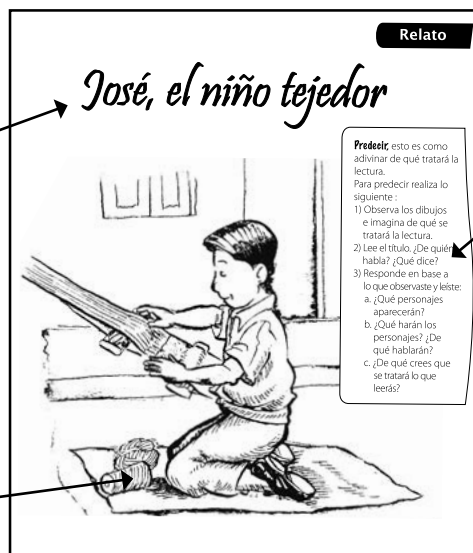 Relato
José, el niño tejedor
Predecir, esto es como
adivinar de qué tratará la
lectura.
Para predecir realiza lo
siguiente :
1) Observa los dibujos
e imagina de qué se
tratará la lectura.
2) Lee el título. ¿De quién
habla? ¿Qué dice?
3) Responde en base a
lo que observaste y leíste:
a. ¿Qué personajes
aparecerán?
b. ¿Qué harán los
personajes? ¿De
qué hablarán?
c. ¿De qué crees que
se tratará lo que
leerás?